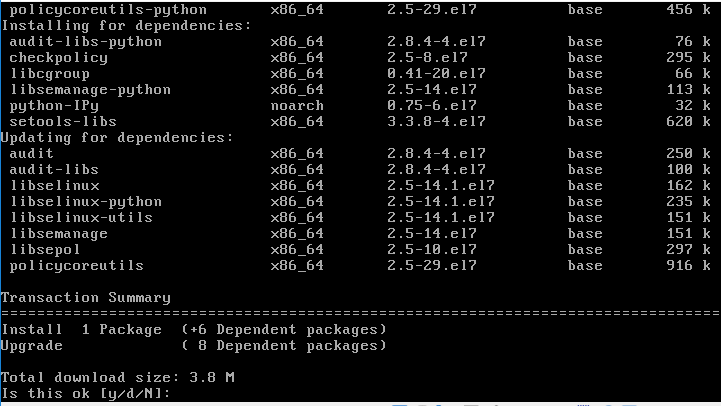 policycoreutils-python x86_64 2.5-29.el7 base 456 k
Installing for dependencies:
audit-libs-python x86_64 2.8.4-4.el7 base 76 k
checkpolicy x86_64 2.5-8.el7 base 295 k
libcgroup x86_64 0.41-20.el7 base 66 k
libsemanage-python x86_64 2.5-14.el7 base 113 k
python-IPy noarch 0.75-6.el7 base 32 k
setools-libs x86_64 3.3.8-4.el7 base 620 k
Updating for dependencies:
audit x86_64 2.8.4-4.el7 base 250 k
audit-libs x86_64 2.8.4-4.el7 base 100 k
libselinux x86_64 2.5-14.1.el7 base 162 k
libselinux-python x86_64 2.5-14.1.el7 base 235 k
libselinux-utils x86_64 2.5-14.1.el7 base 151 k
libsemanage x86_64 2.5-14.el7 base 151 k
libsepol x86_64 2.5-10.el7 base 297 k
policycoreutils x86_64 2.5-29.el7 base 916 k
Transaction Summary
================================================================================
Install 1 Package (+6 Dependent packages)
Upgrade ( 8 Dependent packages)
Total download size: 3.8 M
Is this ok [y/d/N]: